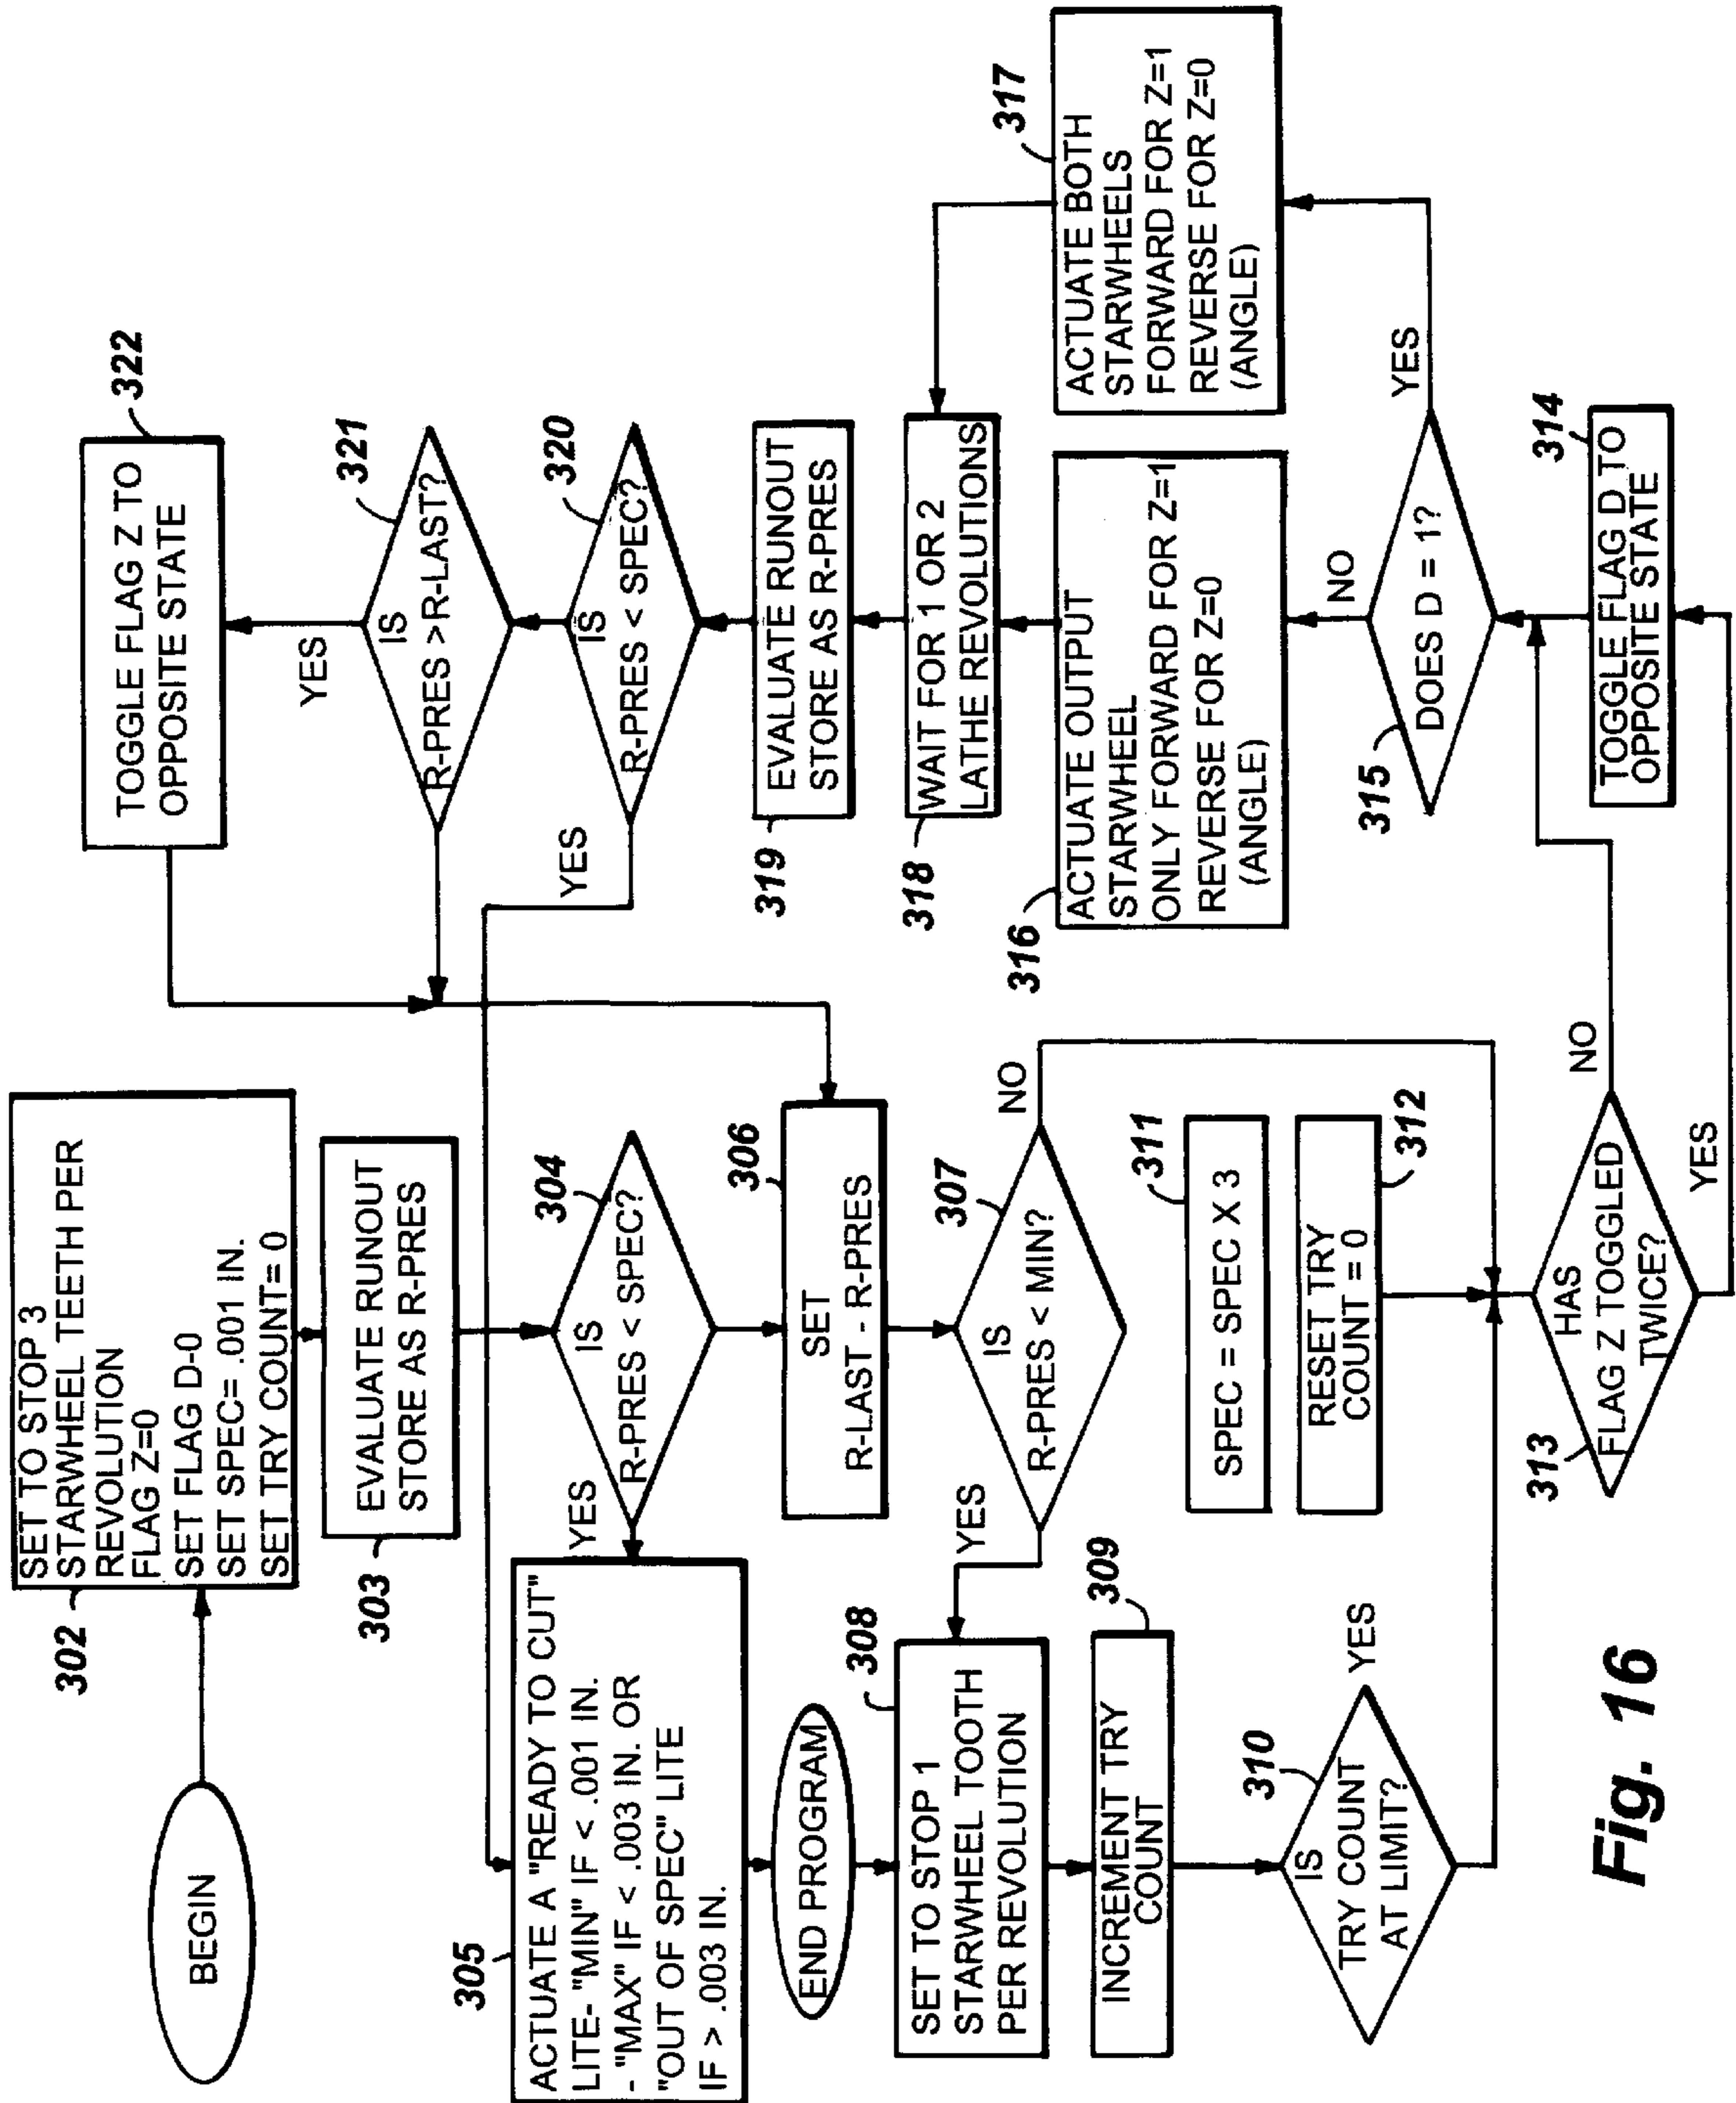 BEGIN
302
SET TO STOP 3
STARWHEEL TEETH PER
REVOLUTION
FLAG Z=0
SET FLAG D-0
SET SPEC= .001 IN.
SET TRY COUNT= 0
303
EVALUATE RUNOUT
STORE AS R-PRES
304
IS
R-PRES < SPEC?
YES
305
ACTUATE A "READY TO CUT"
LITE- "MIN" IF < .001 IN.
- "MAX" IF < .003 IN. OR
"OUT OF SPEC" LITE
IF > .003 IN.
END PROGRAM
306
SET
R-LAST - R-PRES
307
IS
R-PRES < MIN?
YES
NO
308
SET TO STOP 1
STARWHEEL TOOTH
PER REVOLUTION
309
INCREMENT TRY
COUNT
310
IS
TRY COUNT
AT LIMIT?
YES
311
SPEC = SPEC X 3
312
RESET TRY
COUNT = 0
313
HAS
FLAG Z TOGGLED
TWICE?
NO
YES
314
TOGGLE FLAG D TO
OPPOSITE STATE
315
DOES D = 1?
NO
YES
316
ACTUATE OUTPUT
STARWHEEL
ONLY FORWARD FOR Z=1
REVERSE FOR Z=0
(ANGLE)
317
ACTUATE BOTH
STARWHEELS
FORWARD FOR Z=1
REVERSE FOR Z=0
(ANGLE)
318
WAIT FOR 1 OR 2
LATHE REVOLUTIONS
319
EVALUATE RUNOUT
STORE AS R-PRES
320
IS
R-PRES < SPEC?
YES
321
IS
R-PRES >R-LAST?
YES
322
TOGGLE FLAG Z TO
OPPOSITE STATE
Fig. 16